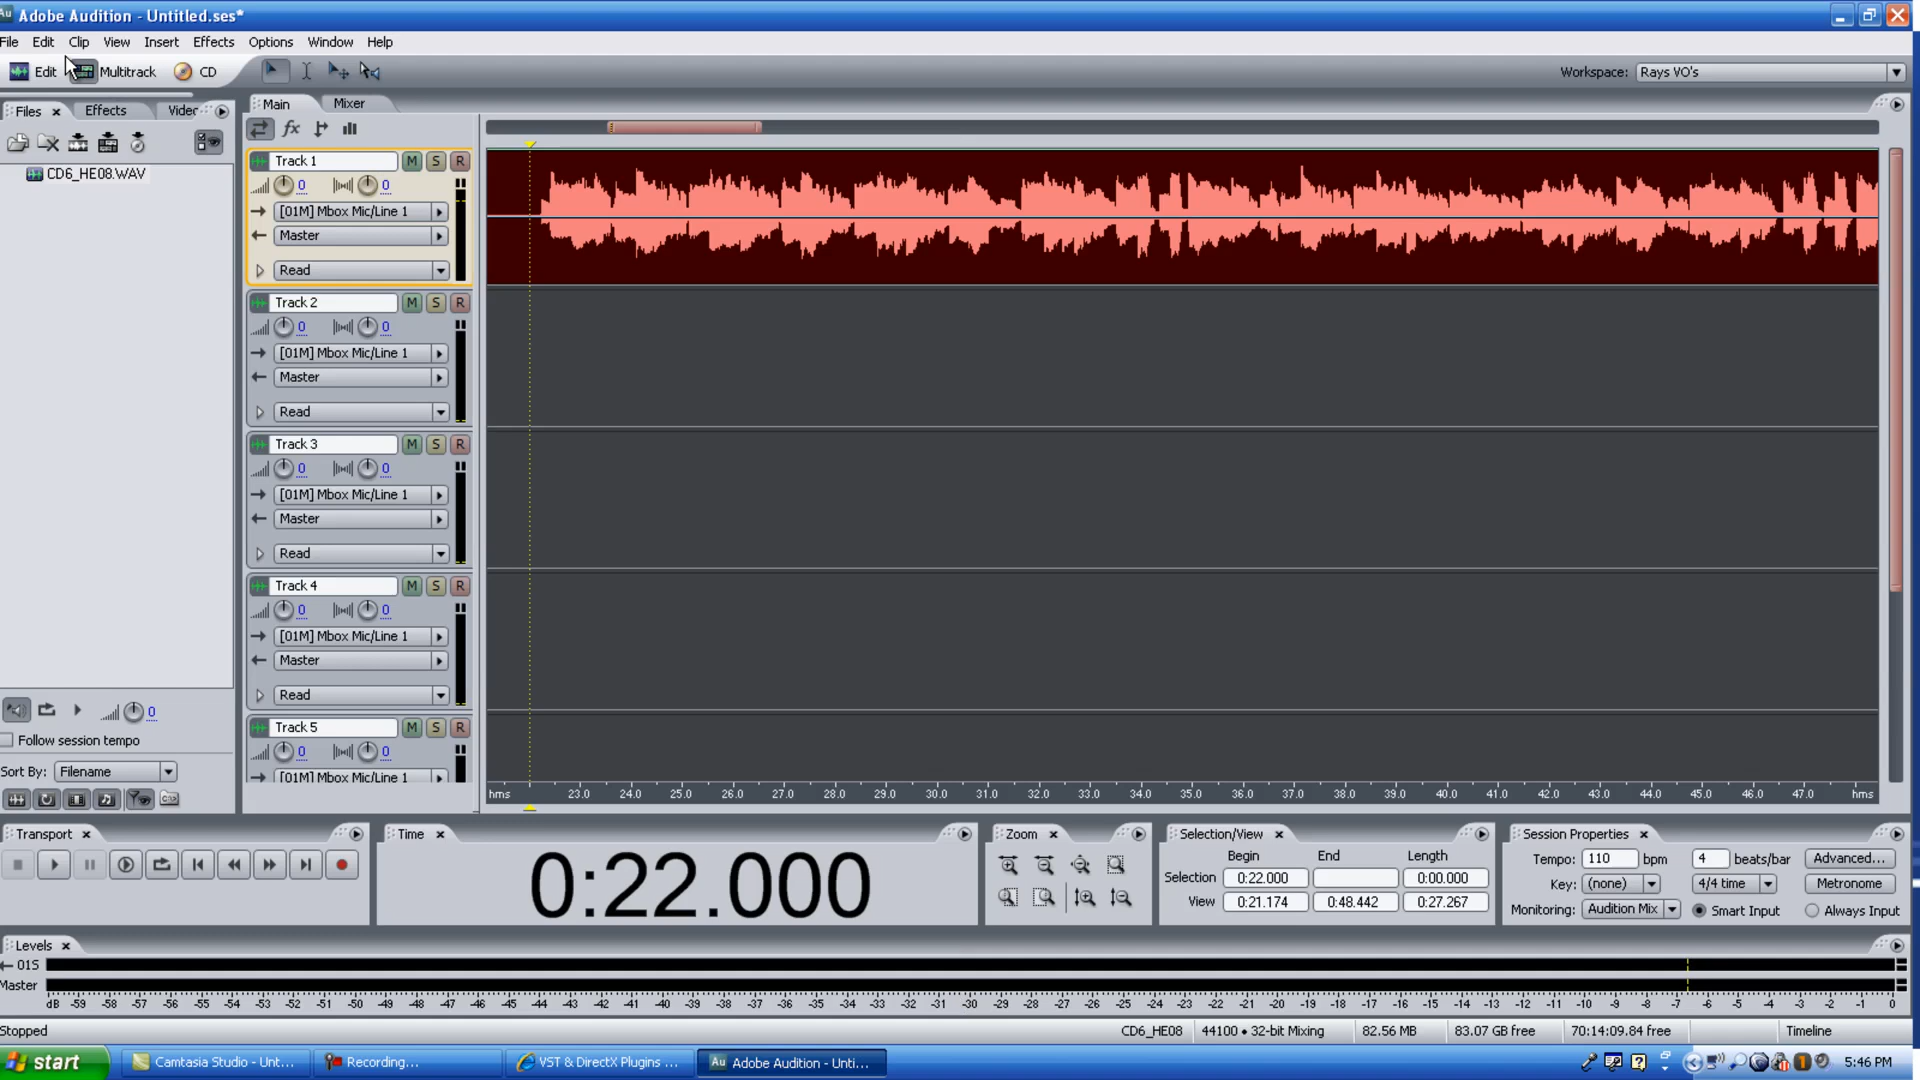 Adobe Audition - Untitled.ses*
File Edit Clip View Insert Effects Options Window Help
Edit Multitrack CD Workspace: Rays VO's
Files Effects Main Mixer
CD6_HE08.WAV
Track 1 M S R
0 0
[01M] Mbox Mic/Line 1
Master
Read
Track 2 M S R
0 0
[01M] Mbox Mic/Line 1
Master
Read
Track 3 M S R
0 0
[01M] Mbox Mic/Line 1
Master
Read
Track 4 M S R
0 0
[01M] Mbox Mic/Line 1
Master
Read
Track 5 M S R
0 0
[01M] Mbox Mic/Line 1
hms 23.0 24.0 25.0 26.0 27.0 28.0 29.0 30.0 31.0 32.0 33.0 34.0 35.0 36.0 37.0 38.0 39.0 40.0 41.0 42.0 43.0 44.0 45.0 46.0 47.0 hms
0
Follow session tempo
Sort By: Filename
Transport Time Zoom Selection/View Session Properties
0:22.000
Begin End Length
Selection 0:22.000 0:00.000
View 0:21.174 0:48.442 0:27.267
Tempo: 110 bpm 4 beats/bar Advanced...
Key: (none) 4/4 time Metronome
Monitoring: Audition Mix Smart Input Always Input
Levels
01S
Master
dB -59 -58 -56 -55 -54 -53 -52 -51 -50 -49 -48 -47 -46 -45 -44 -43 -42 -41 -40 -39 -38 -37 -36 -35 -34 -33 -32 -31 -30 -29 -28 -27 -26 -25 -24 -23 -22 -21 -20 -19 -18 -17 -16 -15 -14 -13 -12 -11 -10 -9 -8 -7 -6 -5 -4 -3 -2 -1 0
Stopped CD6_HE08 44100 • 32-bit Mixing 82.56 MB 83.07 GB free 70:14:09.84 free Timeline
start Camtasia Studio - Unt... Recording... VST & DirectX Plugins ... Adobe Audition - Unti... 5:46 PM